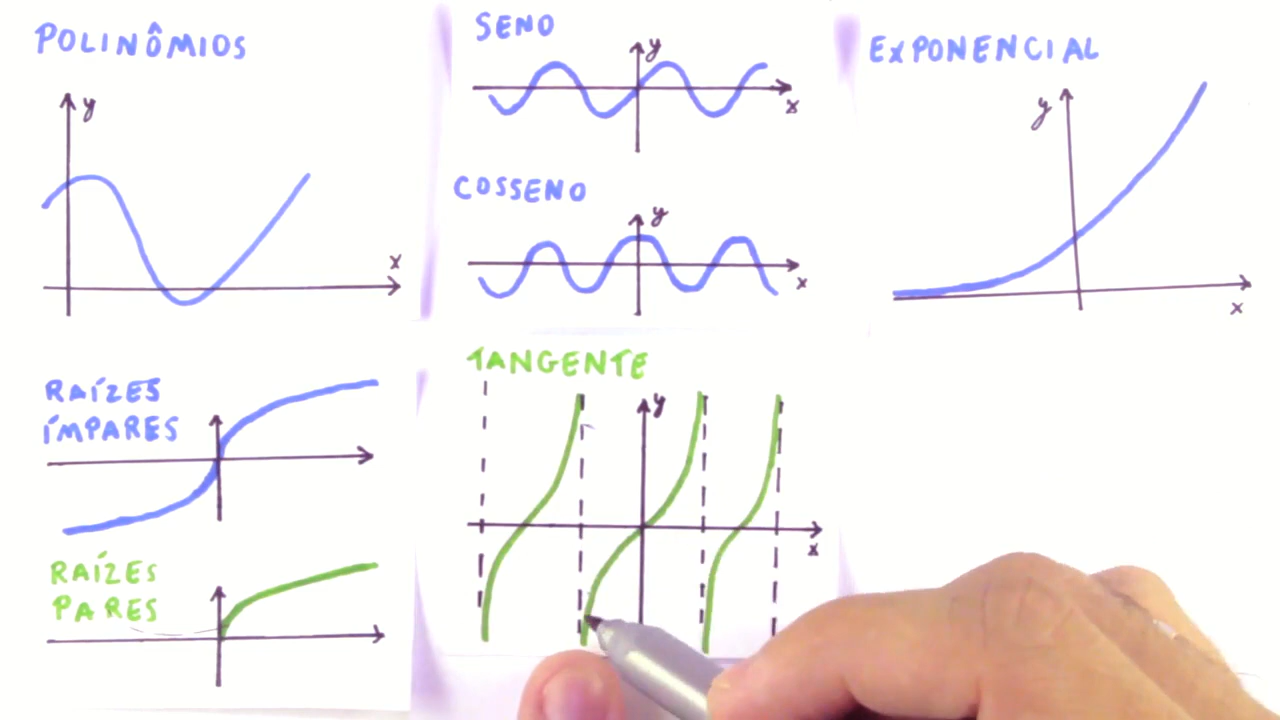 POLINÔMIOS
y
x
SENO
y
x
COSSENO
y
x
EXPONENCIAL
y
x
RAÍZES
ÍMPARES
RAÍZES
PARES
TANGENTE
y
x